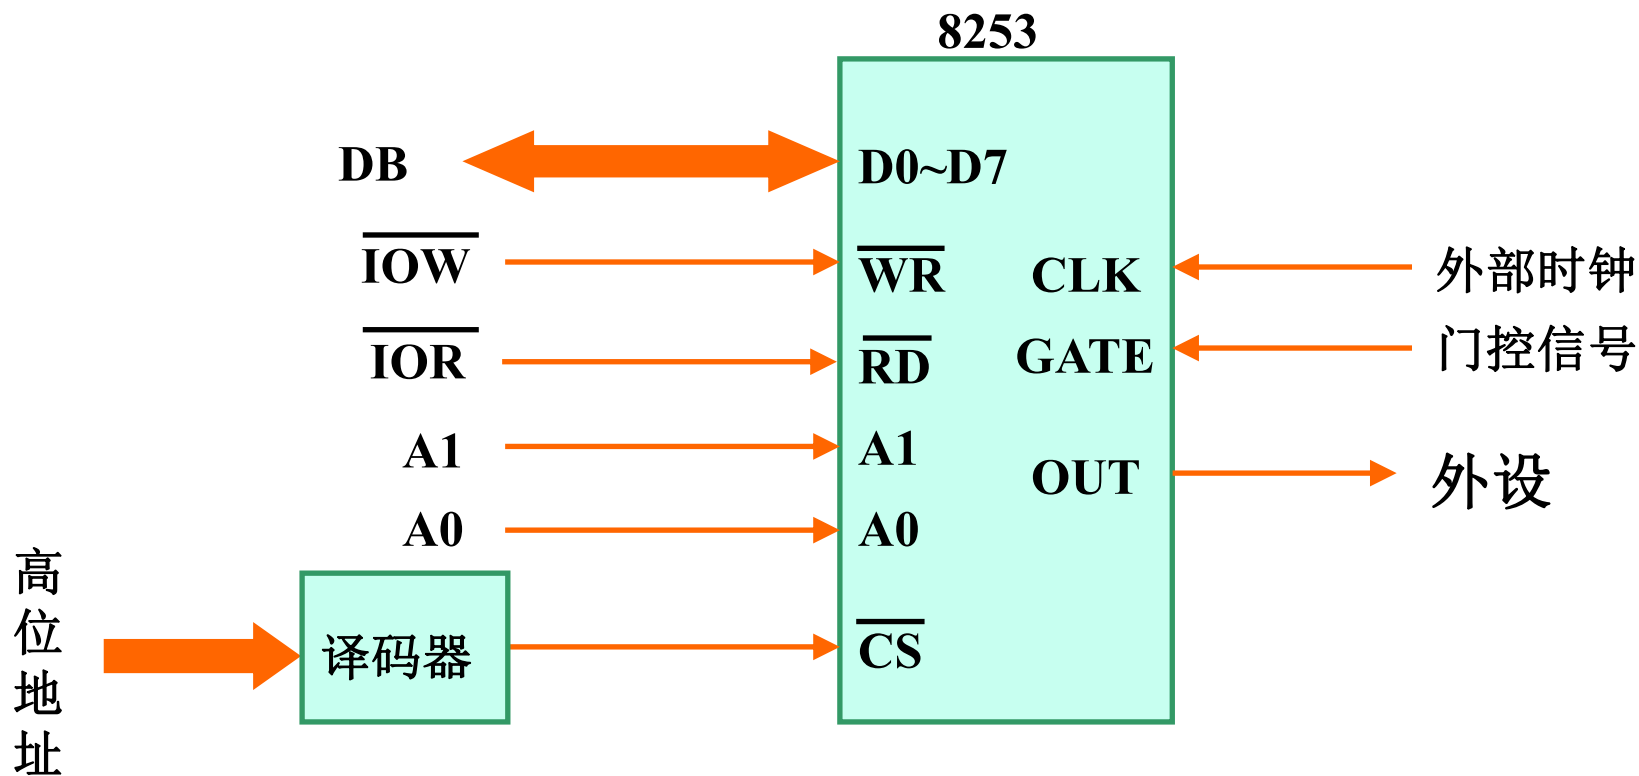 8253
DB
D0~D7
IOW
WR
CLK
外部时钟
IOR
RD
GATE
门控信号
A1
A1
OUT
外设
A0
A0
高位地址
译码器
CS